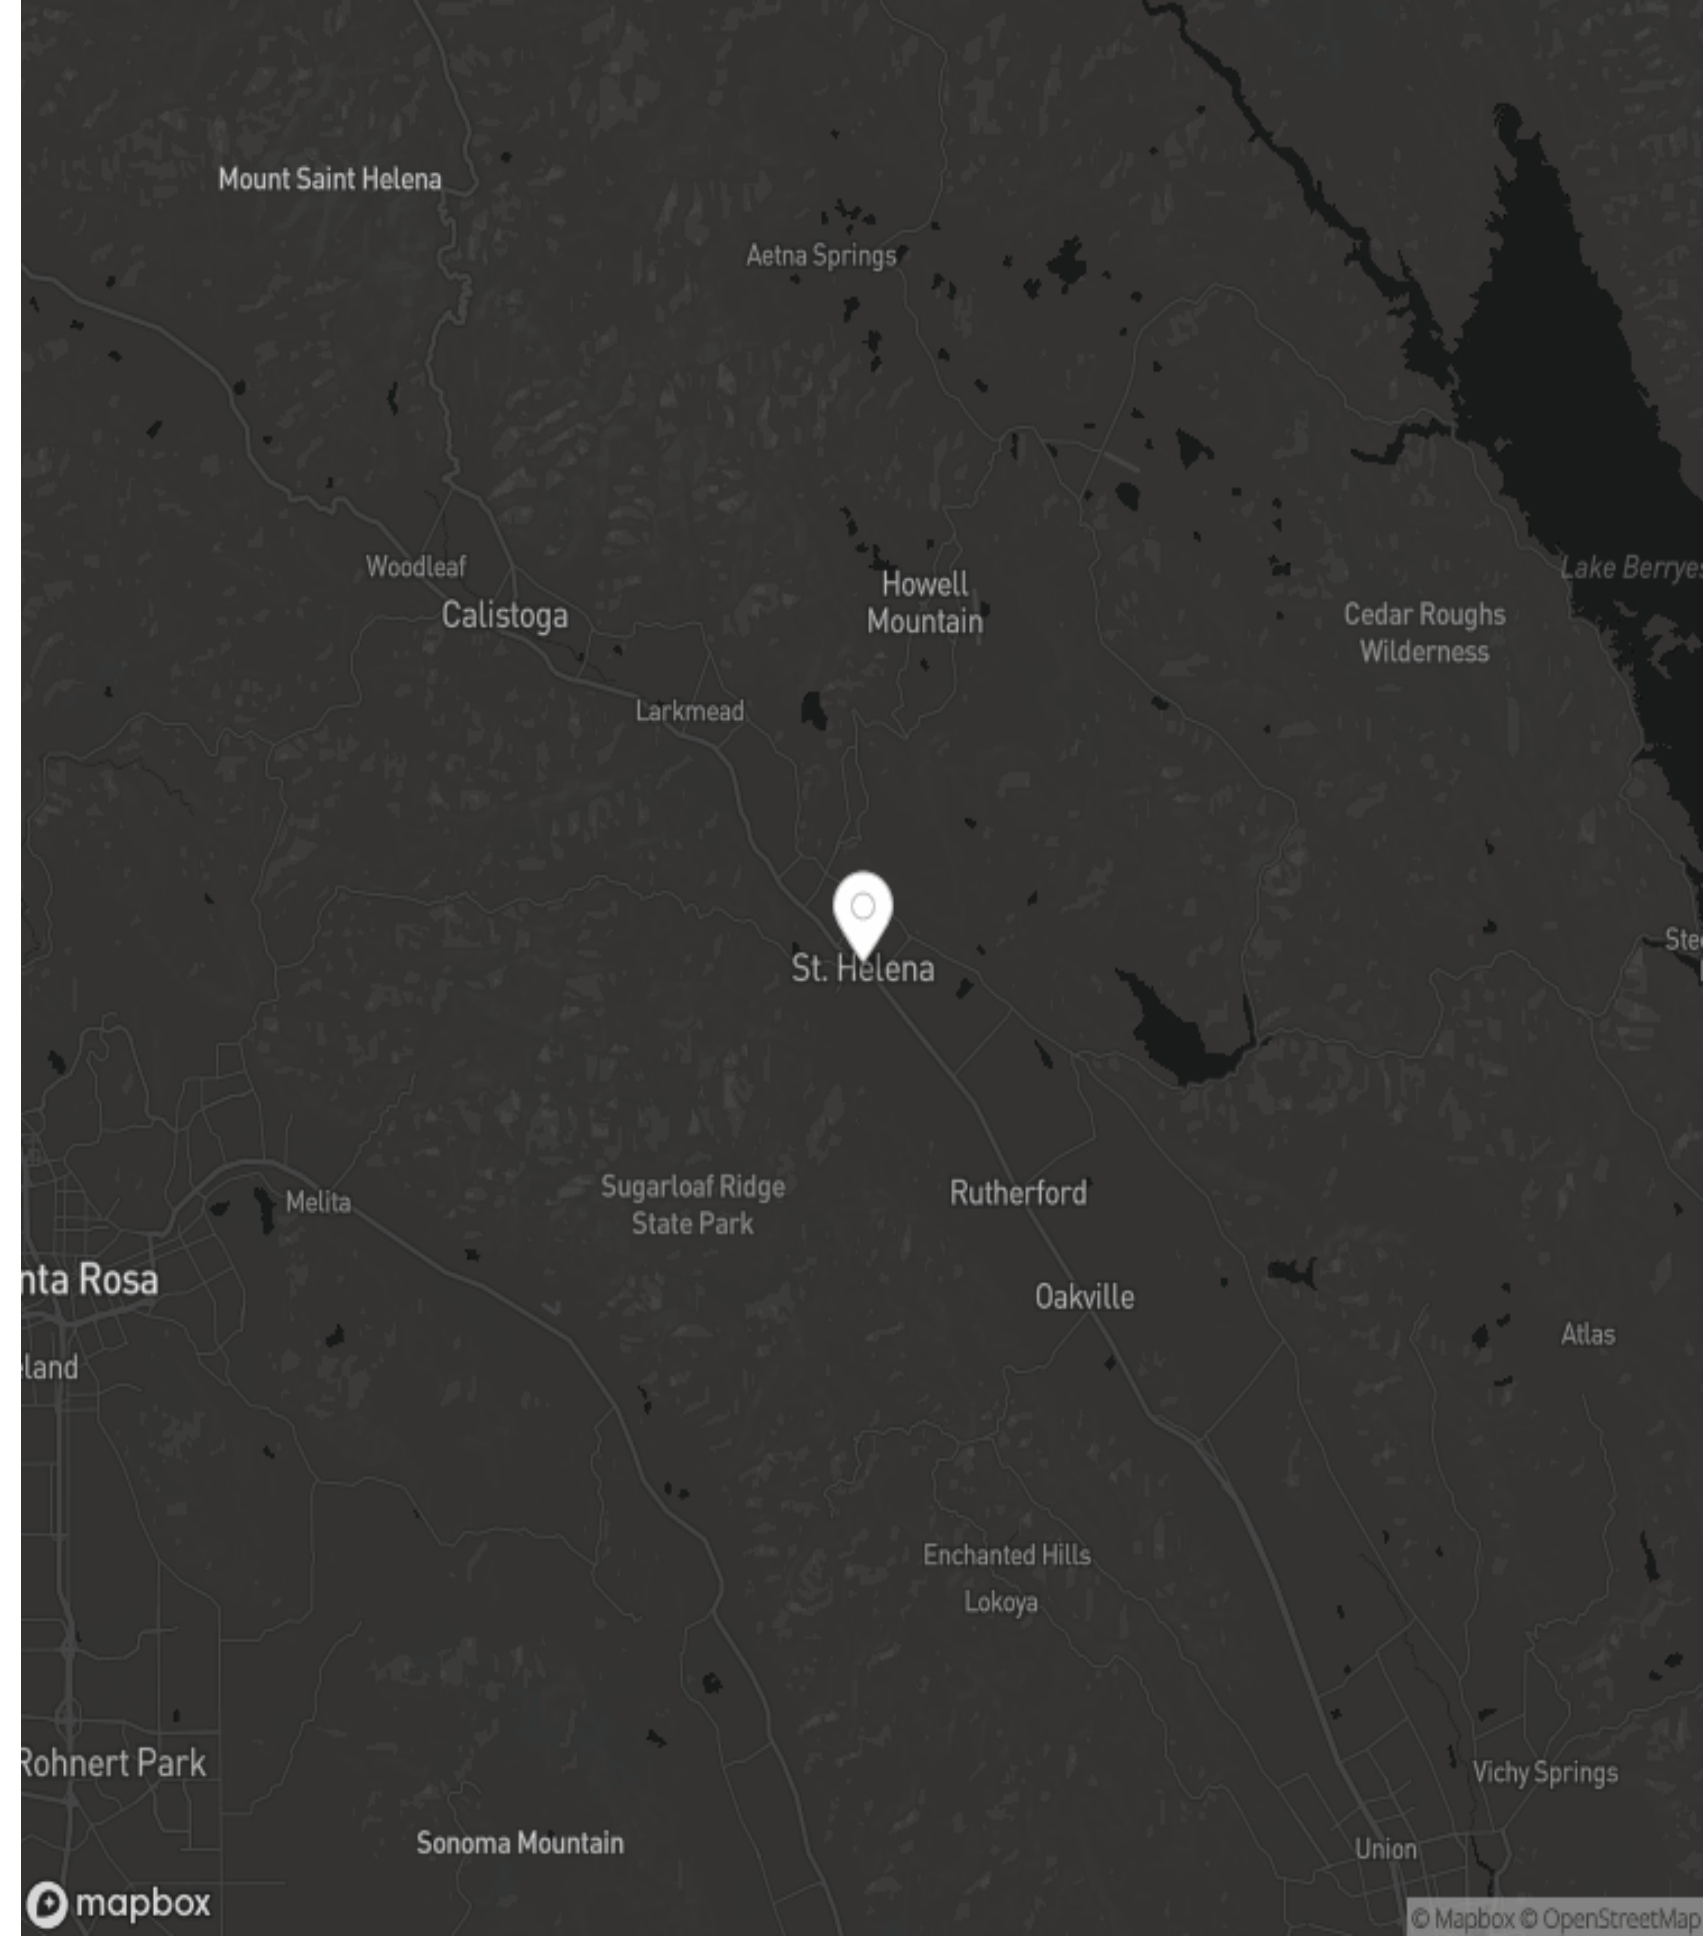 Mount Saint Helena
Aetna Springs
Woodleaf
Calistoga
Howell
Mountain
Lake Berryes
Cedar Roughs
Wilderness
Larkmead
St. Helena
Ste
Sugarloaf Ridge
State Park
Rutherford
Melita
nta Rosa
Oakville
Atlas
land
Enchanted Hills
Lokoya
Rohnert Park
Vichy Springs
Sonoma Mountain
Union
mapbox
© Mapbox © OpenStreetMap